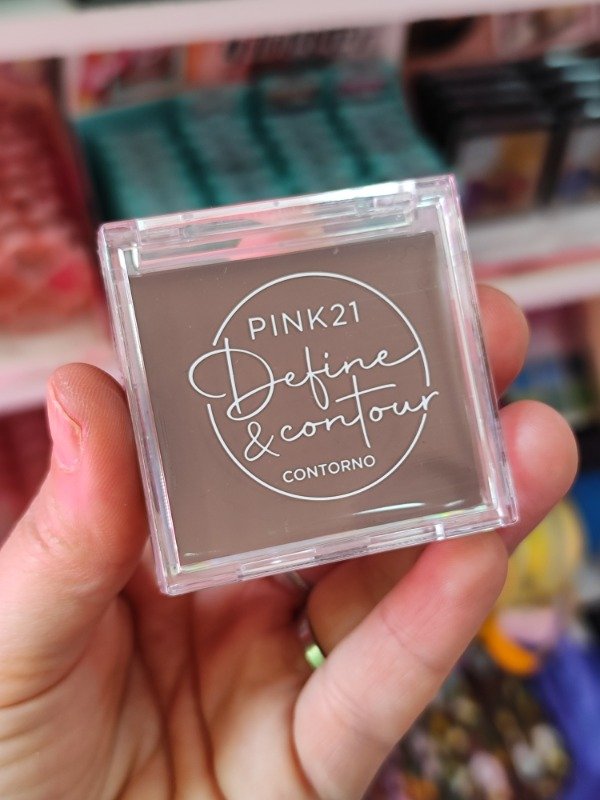 PINK21
Define
&contour
CONTORNO